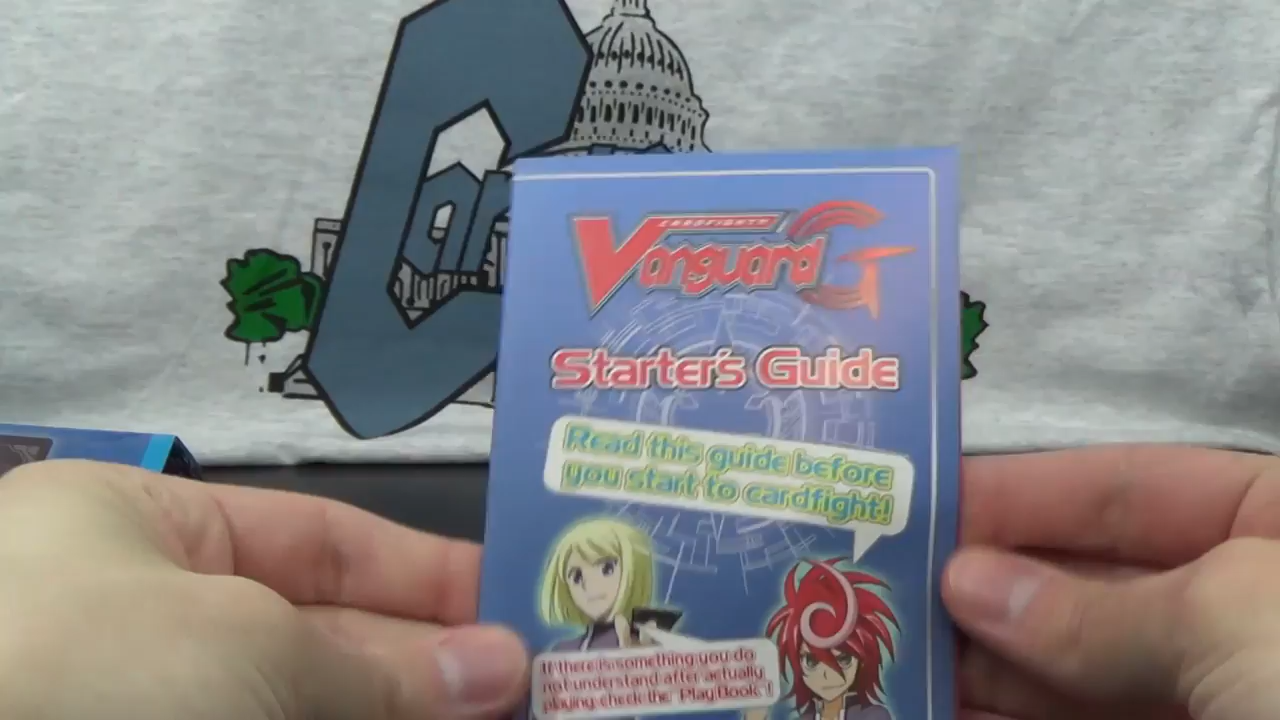 CARDFIGHT!!
Vanguard G
Starter's Guide
Read this guide before
you start to cardfight!
If there is something you do
not understand after actually
playing, check the "Play Book"!